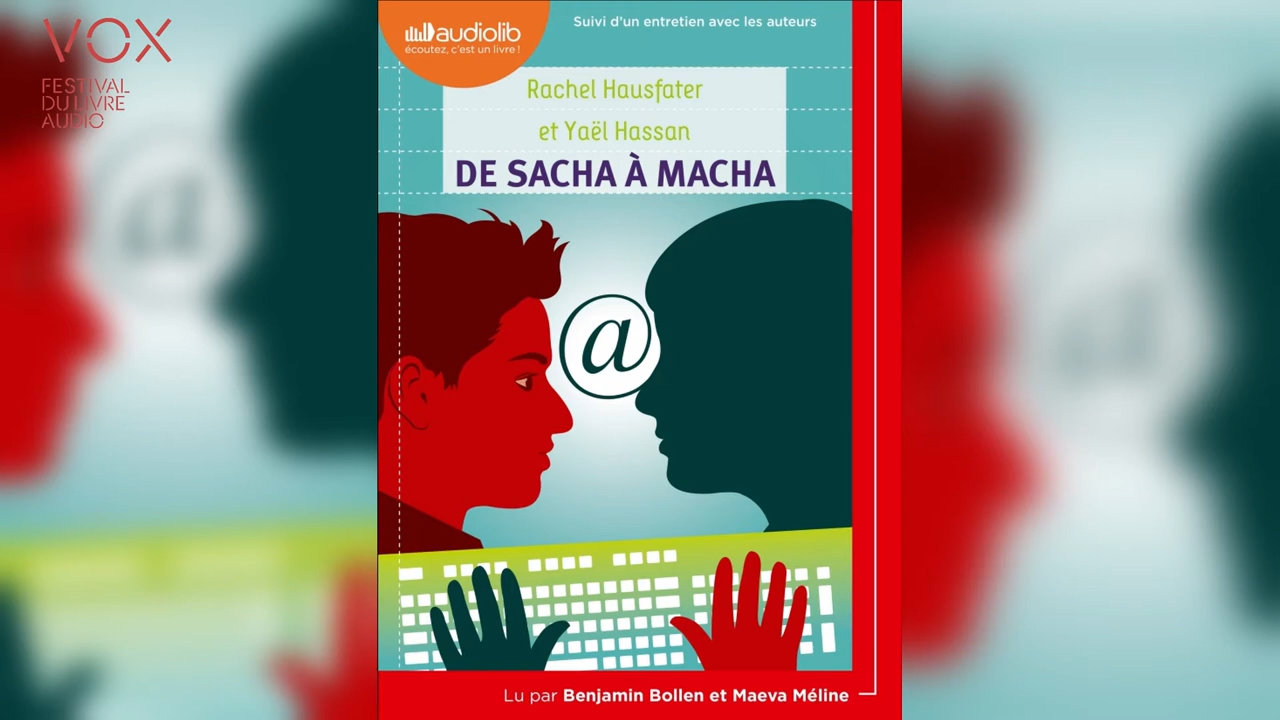 VOX
FESTIVAL
DU LIVRE
AUDIO
audiolib
écoutez, c'est un livre !
Suivi d'un entretien avec les auteurs
Rachel Hausfater
et Yaël Hassan
DE SACHA À MACHA
@
Lu par Benjamin Bollen et Maeva Méline